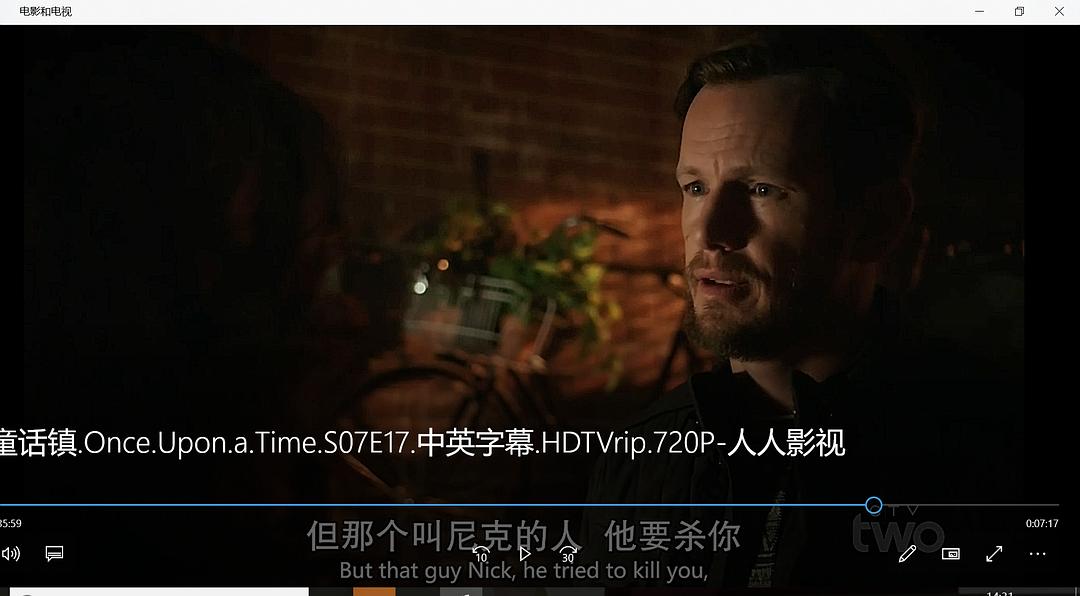 电影和电视
童话镇.Once.Upon.a.Time.S07E17.中英字幕.HDTVrip.720P-人人影视
35:59
0:07:17
TV
two
但那个叫尼克的人 他要杀你
10
30
But that guy Nick, he tried to kill you,
14:31